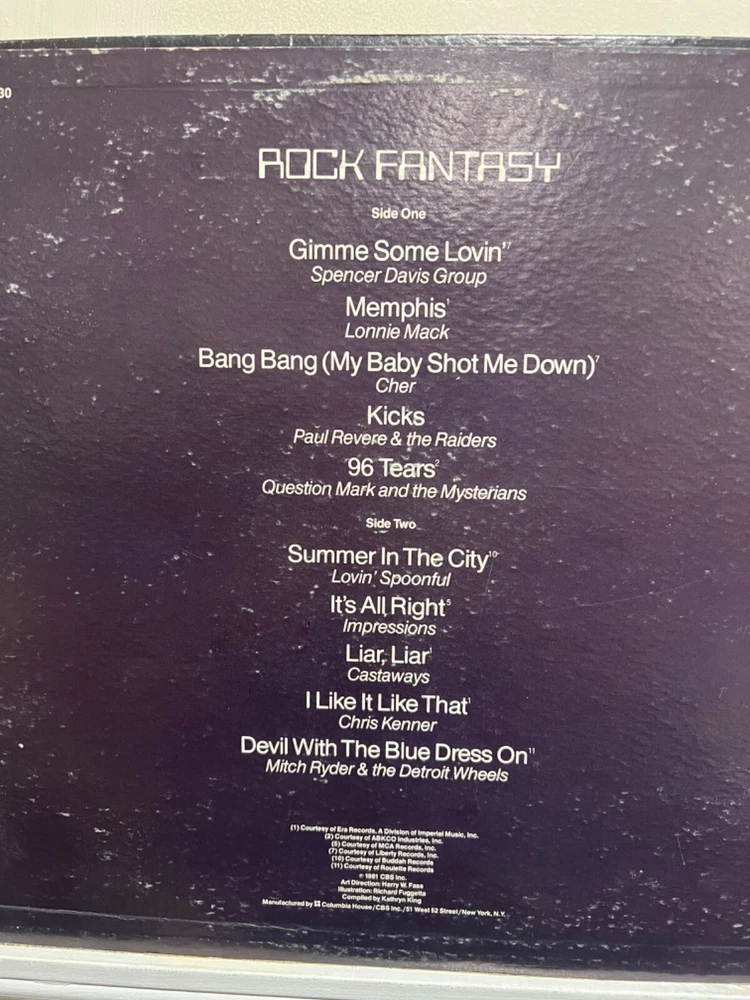 30
ROCK FANTASY
Side One
Gimme Some Lovin'⁷
Spencer Davis Group
Memphis¹
Lonnie Mack
Bang Bang (My Baby Shot Me Down)⁷
Cher
Kicks
Paul Revere & the Raiders
96 Tears²
Question Mark and the Mysterians
Side Two
Summer In The City¹⁰
Lovin' Spoonful
It's All Right⁵
Impressions
Liar, Liar¹
Castaways
I Like It Like That¹
Chris Kenner
Devil With The Blue Dress On¹¹
Mitch Ryder & the Detroit Wheels
(1) Courtesy of Era Records, A Division of Imperial Music, Inc.
(2) Courtesy of ABKCO Industries, Inc.
(5) Courtesy of MCA Records, Inc.
(7) Courtesy of Liberty Records, Inc.
(10) Courtesy of Buddah Records
(11) Courtesy of Roulette Records
℗ 1981 CBS Inc.
Art Direction: Harry W. Fass
Illustration: Richard Fuggetta
Compiled by Kathryn King
Manufactured by Columbia House/CBS Inc./51 West 52 Street/New York, N.Y.